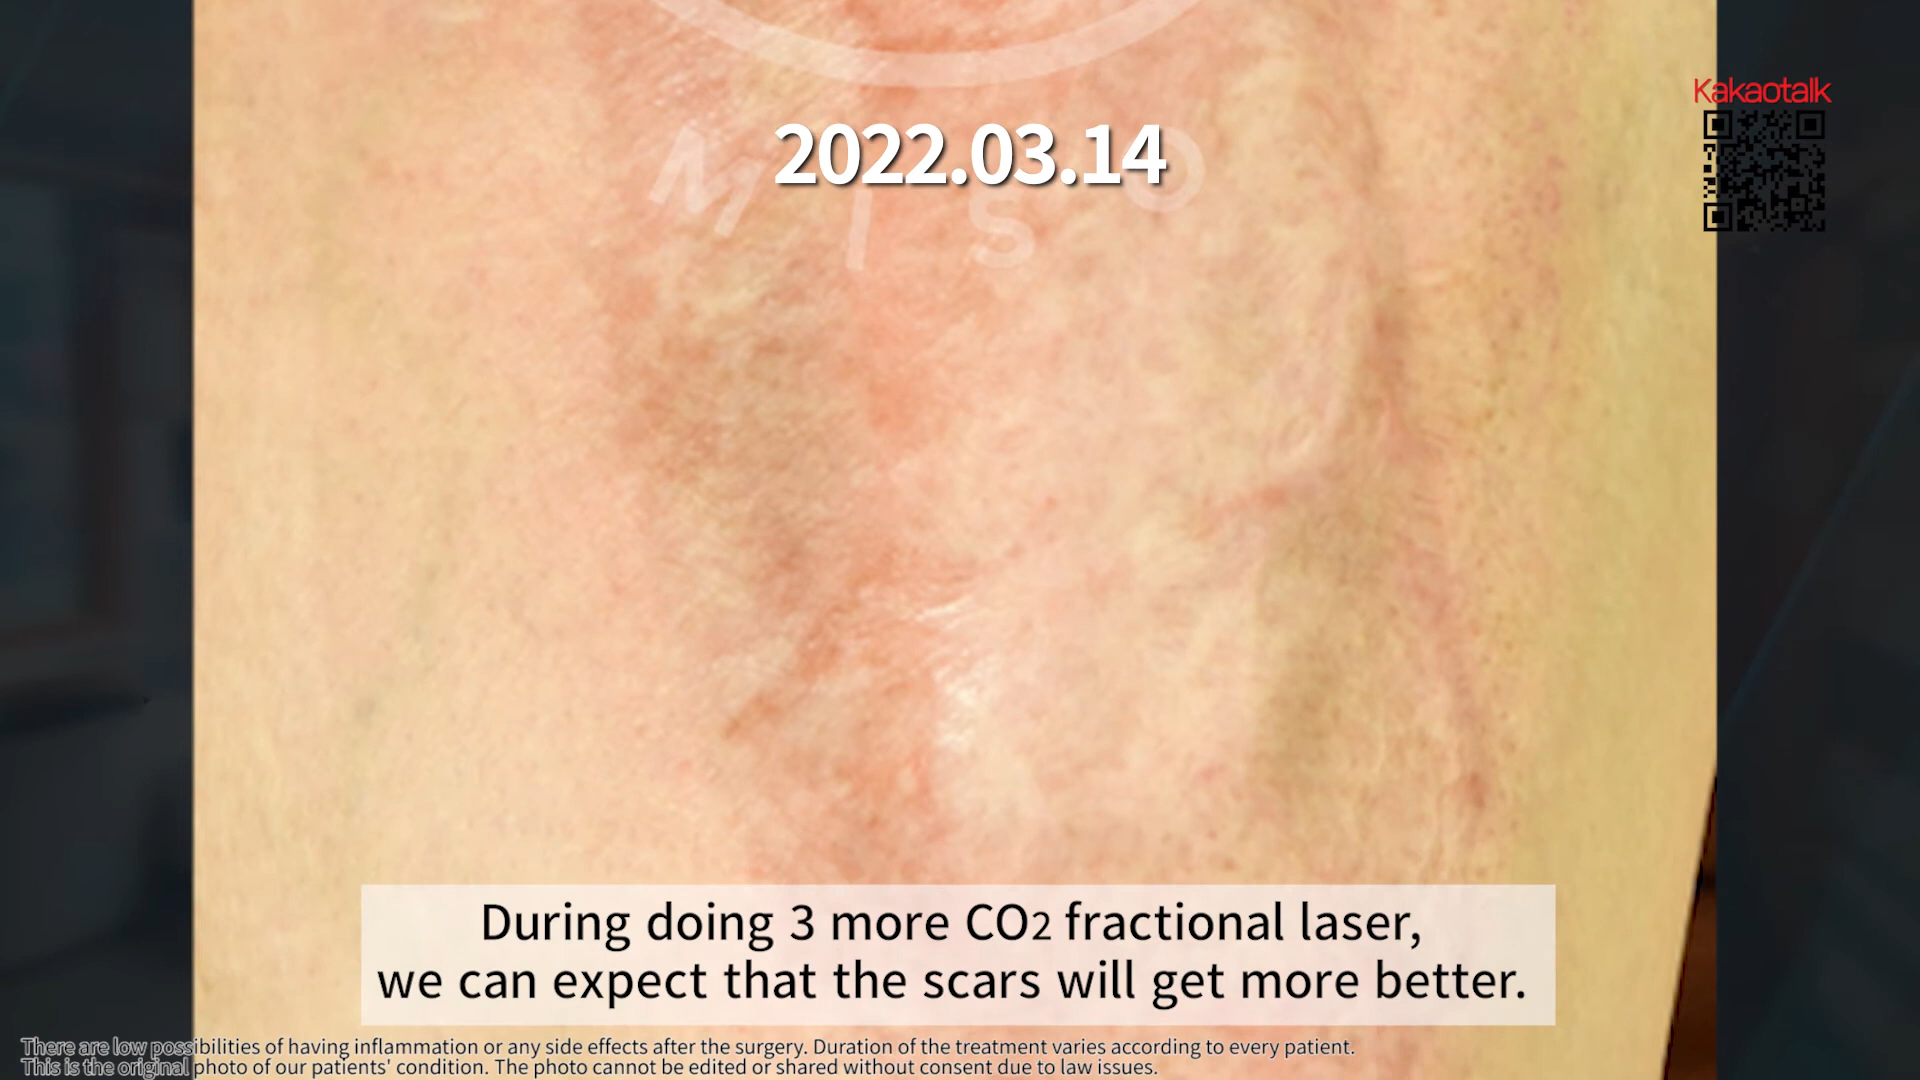 Kakaotalk
2022.03.14
MISO
During doing 3 more CO2 fractional laser,
we can expect that the scars will get more better.
There are low possibilities of having inflammation or any side effects after the surgery. Duration of the treatment varies according to every patient.
This is the original photo of our patients' condition. The photo cannot be edited or shared without consent due to law issues.